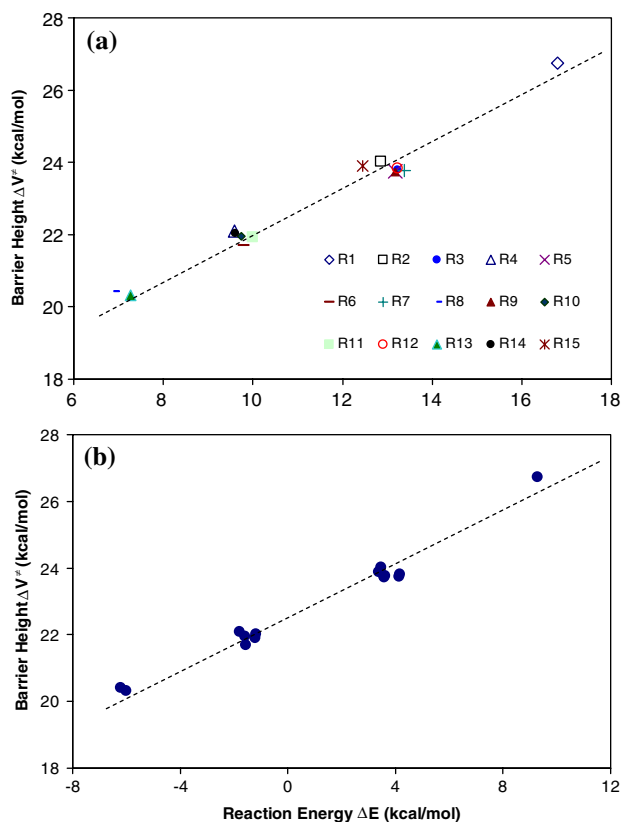 28
26
24
22
20
18
Barrier Height ΔV≠ (kcal/mol)
(a)
R1 R2 R3 R4 R5
R6 R7 R8 R9 R10
R11 R12 R13 R14 R15
6 8 10 12 14 16 18
28
26
24
22
20
18
Barrier Height ΔV≠ (kcal/mol)
(b)
-8 -4 0 4 8 12
Reaction Energy ΔE (kcal/mol)